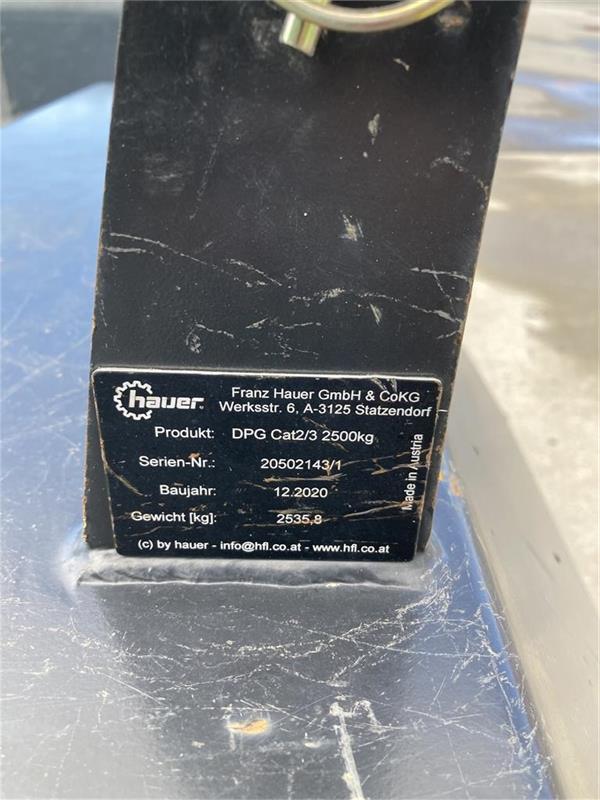 hauer
Franz Hauer GmbH & CoKG
Werksstr. 6, A-3125 Statzendorf
Produkt: DPG Cat2/3 2500kg
Serien-Nr.: 20502143/1
Baujahr: 12.2020
Gewicht [kg]: 2535,8
Made in Austria
(c) by hauer - info@hfl.co.at - www.hfl.co.at